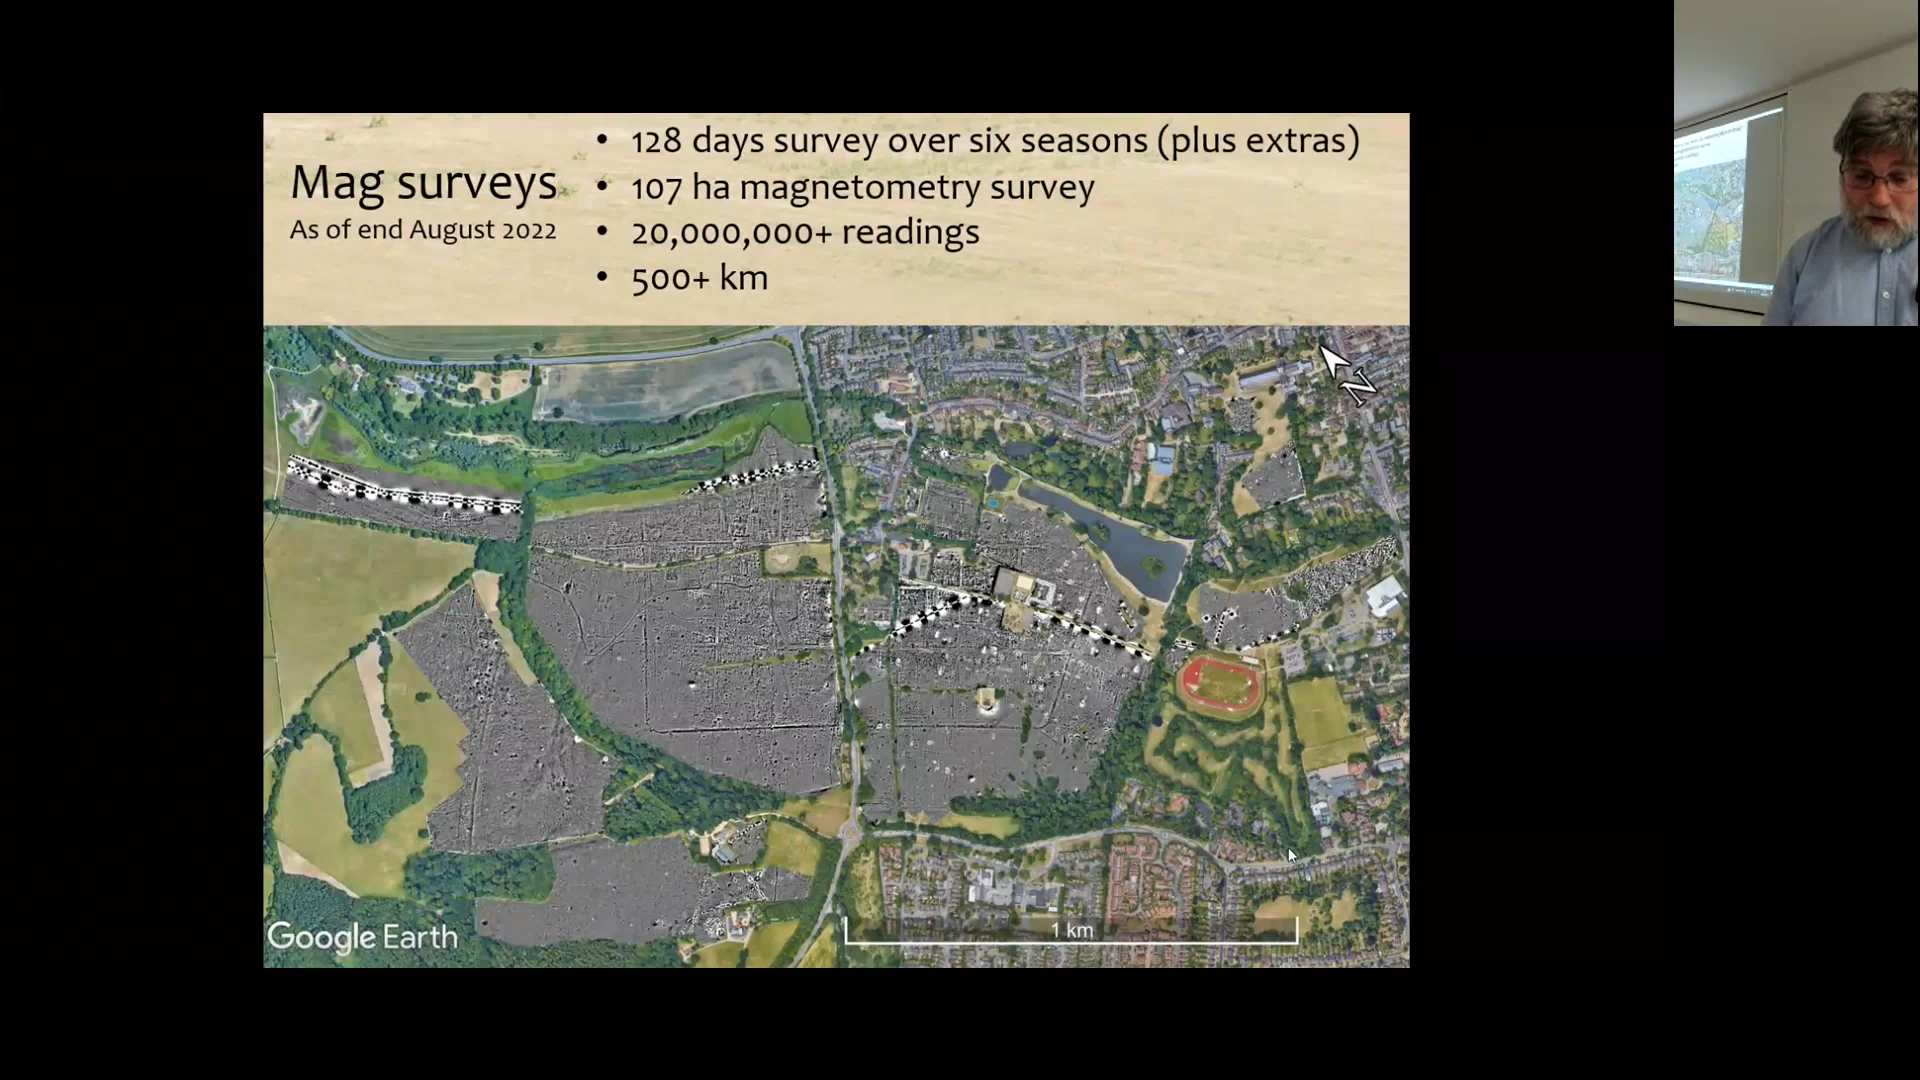 Mag surveys
As of end August 2022
• 128 days survey over six seasons (plus extras)
• 107 ha magnetometry survey
• 20,000,000+ readings
• 500+ km
N
Google Earth
1 km